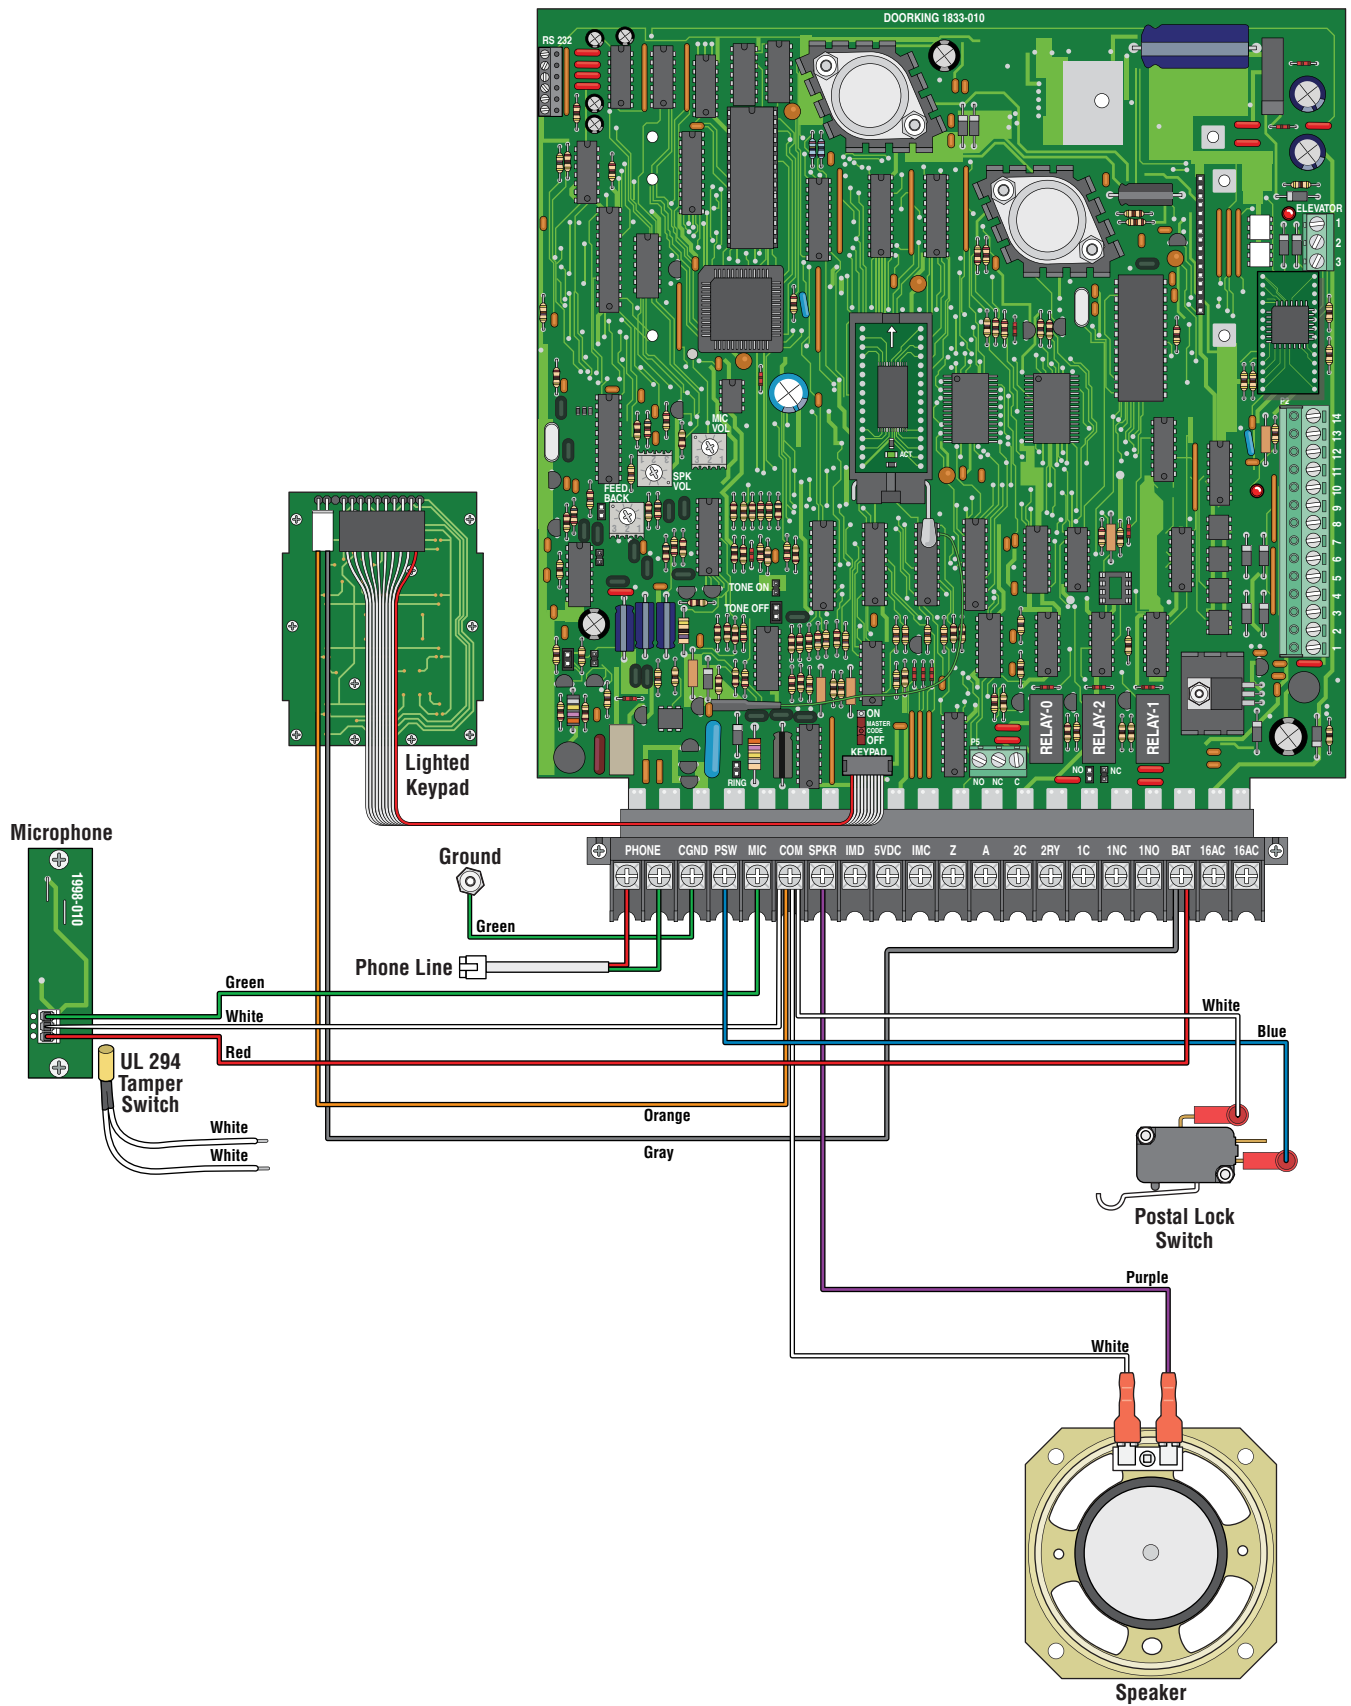 DOORKING 1833-010
RS 232
ELEVATOR
1
2
3
MIC
VOL
SPK
VOL
FEED
BACK
ACT
14
13
12
11
10
9
8
7
6
5
4
3
2
1
TONE ON
TONE OFF
ON
MASTER
CODE
OFF
KEYPAD
RING
P5
NO NC C
RELAY-0
RELAY-2
RELAY-1
NO NC
Lighted
Keypad
Microphone
1998-010
Ground
PHONE CGND PSW MIC COM SPKR IMD 5VDC IMC Z A 2C 2RY 1C 1NC 1NO BAT 16AC 16AC
Green
Phone Line
Green
White
Red
White
Blue
UL 294
Tamper
Switch
White
White
Orange
Gray
Postal Lock
Switch
Purple
White
Speaker